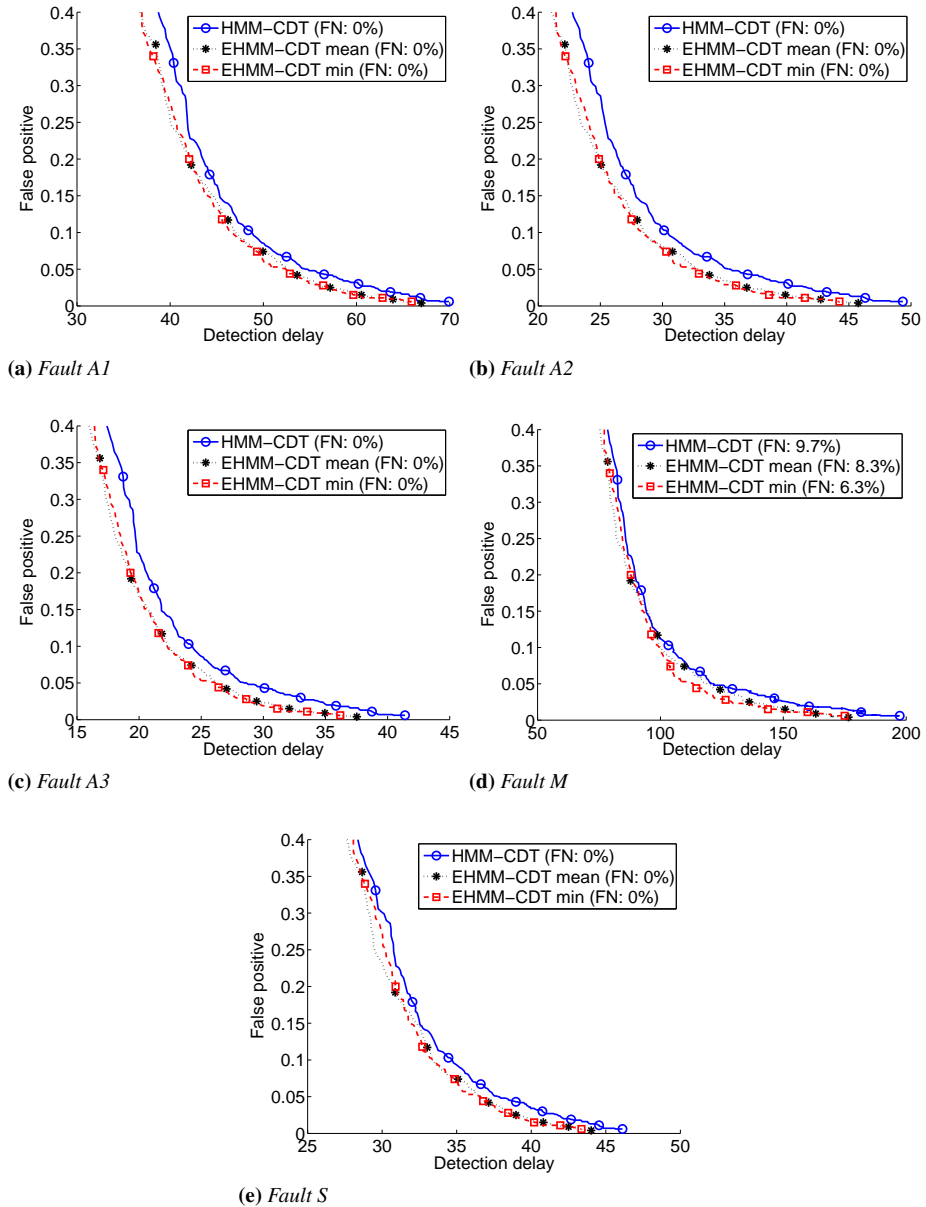 0.4
0.35
0.3
0.25
0.2
0.15
0.1
0.05
0
False positive
HMM−CDT (FN: 0%)
EHMM−CDT mean (FN: 0%)
EHMM−CDT min (FN: 0%)
30 40 50 60 70
Detection delay
(a) Fault A1
0.4
0.35
0.3
0.25
0.2
0.15
0.1
0.05
0
False positive
HMM−CDT (FN: 0%)
EHMM−CDT mean (FN: 0%)
EHMM−CDT min (FN: 0%)
20 25 30 35 40 45 50
Detection delay
(b) Fault A2
0.4
0.35
0.3
0.25
0.2
0.15
0.1
0.05
0
False positive
HMM−CDT (FN: 0%)
EHMM−CDT mean (FN: 0%)
EHMM−CDT min (FN: 0%)
15 20 25 30 35 40 45
Detection delay
(c) Fault A3
0.4
0.35
0.3
0.25
0.2
0.15
0.1
0.05
0
False positive
HMM−CDT (FN: 9.7%)
EHMM−CDT mean (FN: 8.3%)
EHMM−CDT min (FN: 6.3%)
50 100 150 200
Detection delay
(d) Fault M
0.4
0.35
0.3
0.25
0.2
0.15
0.1
0.05
0
False positive
HMM−CDT (FN: 0%)
EHMM−CDT mean (FN: 0%)
EHMM−CDT min (FN: 0%)
25 30 35 40 45 50
Detection delay
(e) Fault S